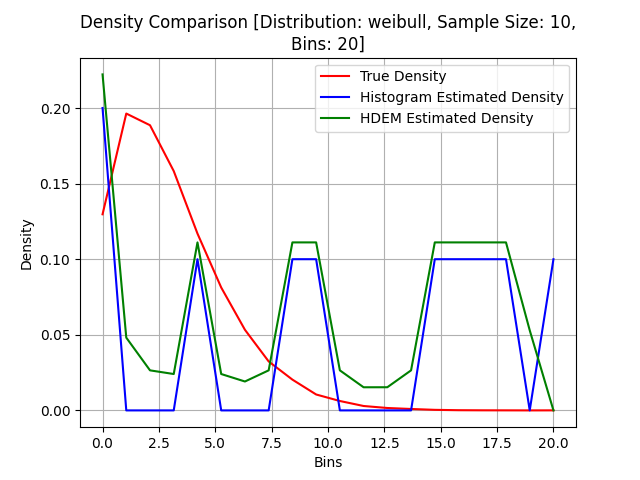 Density Comparison [Distribution: weibull, Sample Size: 10,
Bins: 20]
True Density
Histogram Estimated Density
HDEM Estimated Density
Density
0.20
0.15
0.10
0.05
0.00
0.0 2.5 5.0 7.5 10.0 12.5 15.0 17.5 20.0
Bins